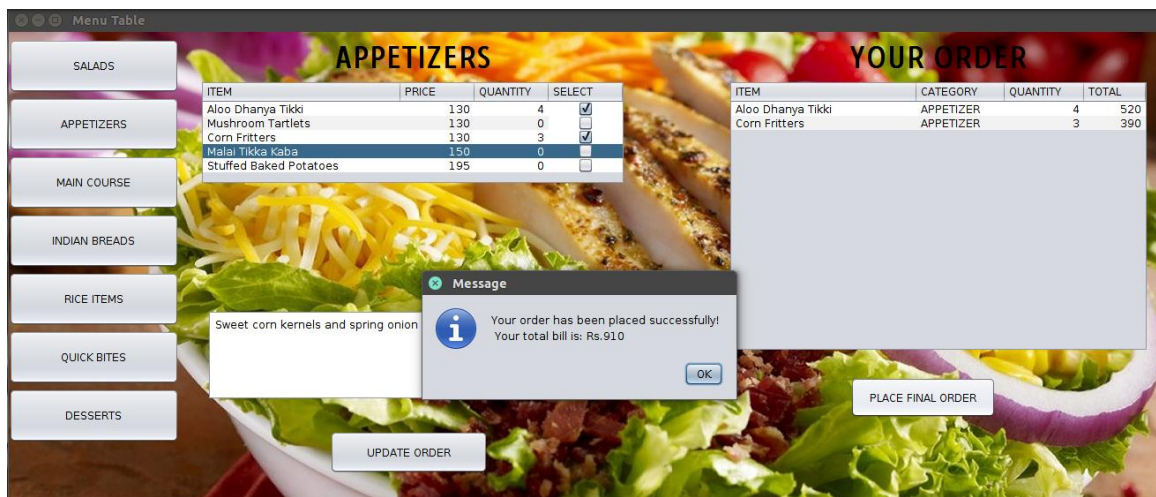 Menu Table
SALADS
APPETIZERS
MAIN COURSE
INDIAN BREADS
RICE ITEMS
QUICK BITES
DESSERTS
APPETIZERS
ITEM PRICE QUANTITY SELECT
Aloo Dhanya Tikki 130 4
Mushroom Tartlets 130 0
Corn Fritters 130 3
Malai Tikka Kaba 150 0
Stuffed Baked Potatoes 195 0
Sweet corn kernels and spring onion
UPDATE ORDER
Message
Your order has been placed successfully!
Your total bill is: Rs.910
OK
YOUR ORDER
ITEM CATEGORY QUANTITY TOTAL
Aloo Dhanya Tikki APPETIZER 4 520
Corn Fritters APPETIZER 3 390
PLACE FINAL ORDER